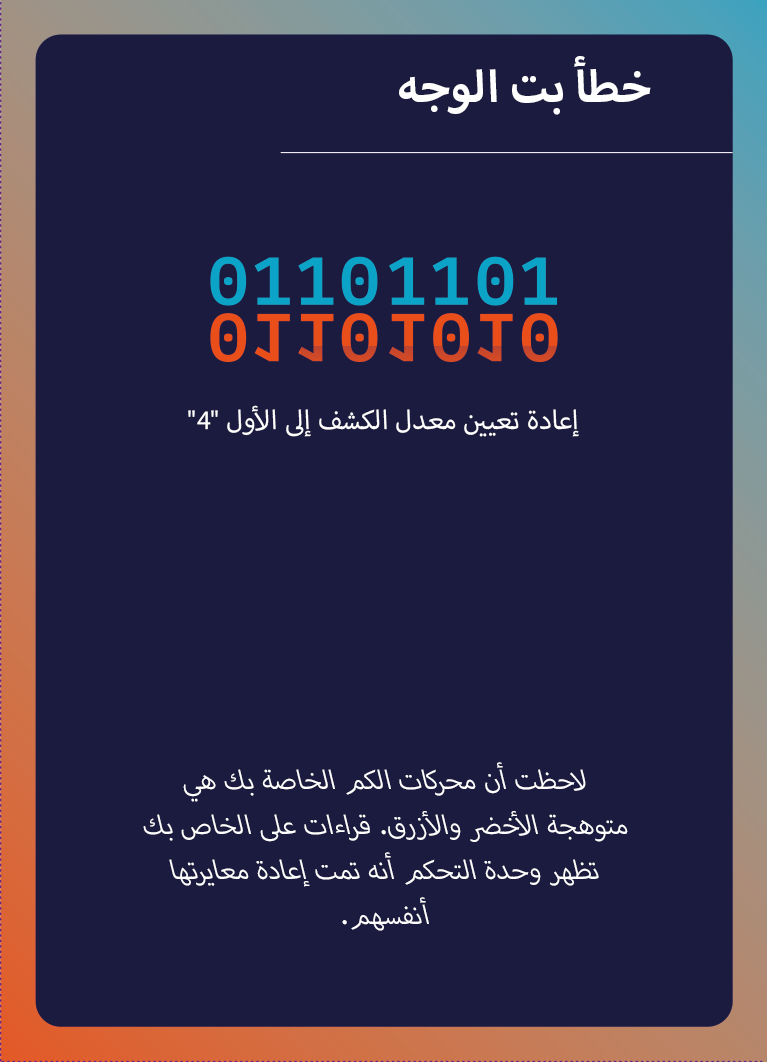 خطأ بت الوجه
01101101
01101010
إعادة تعيين معدل الكشف إلى الأول "4"
لاحظت أن محركات الكم الخاصة بك هي
متوهجة الأخضر والأزرق. قراءات على الخاص بك
تظهر وحدة التحكم أنه تمت إعادة معايرتها
أنفسهم.